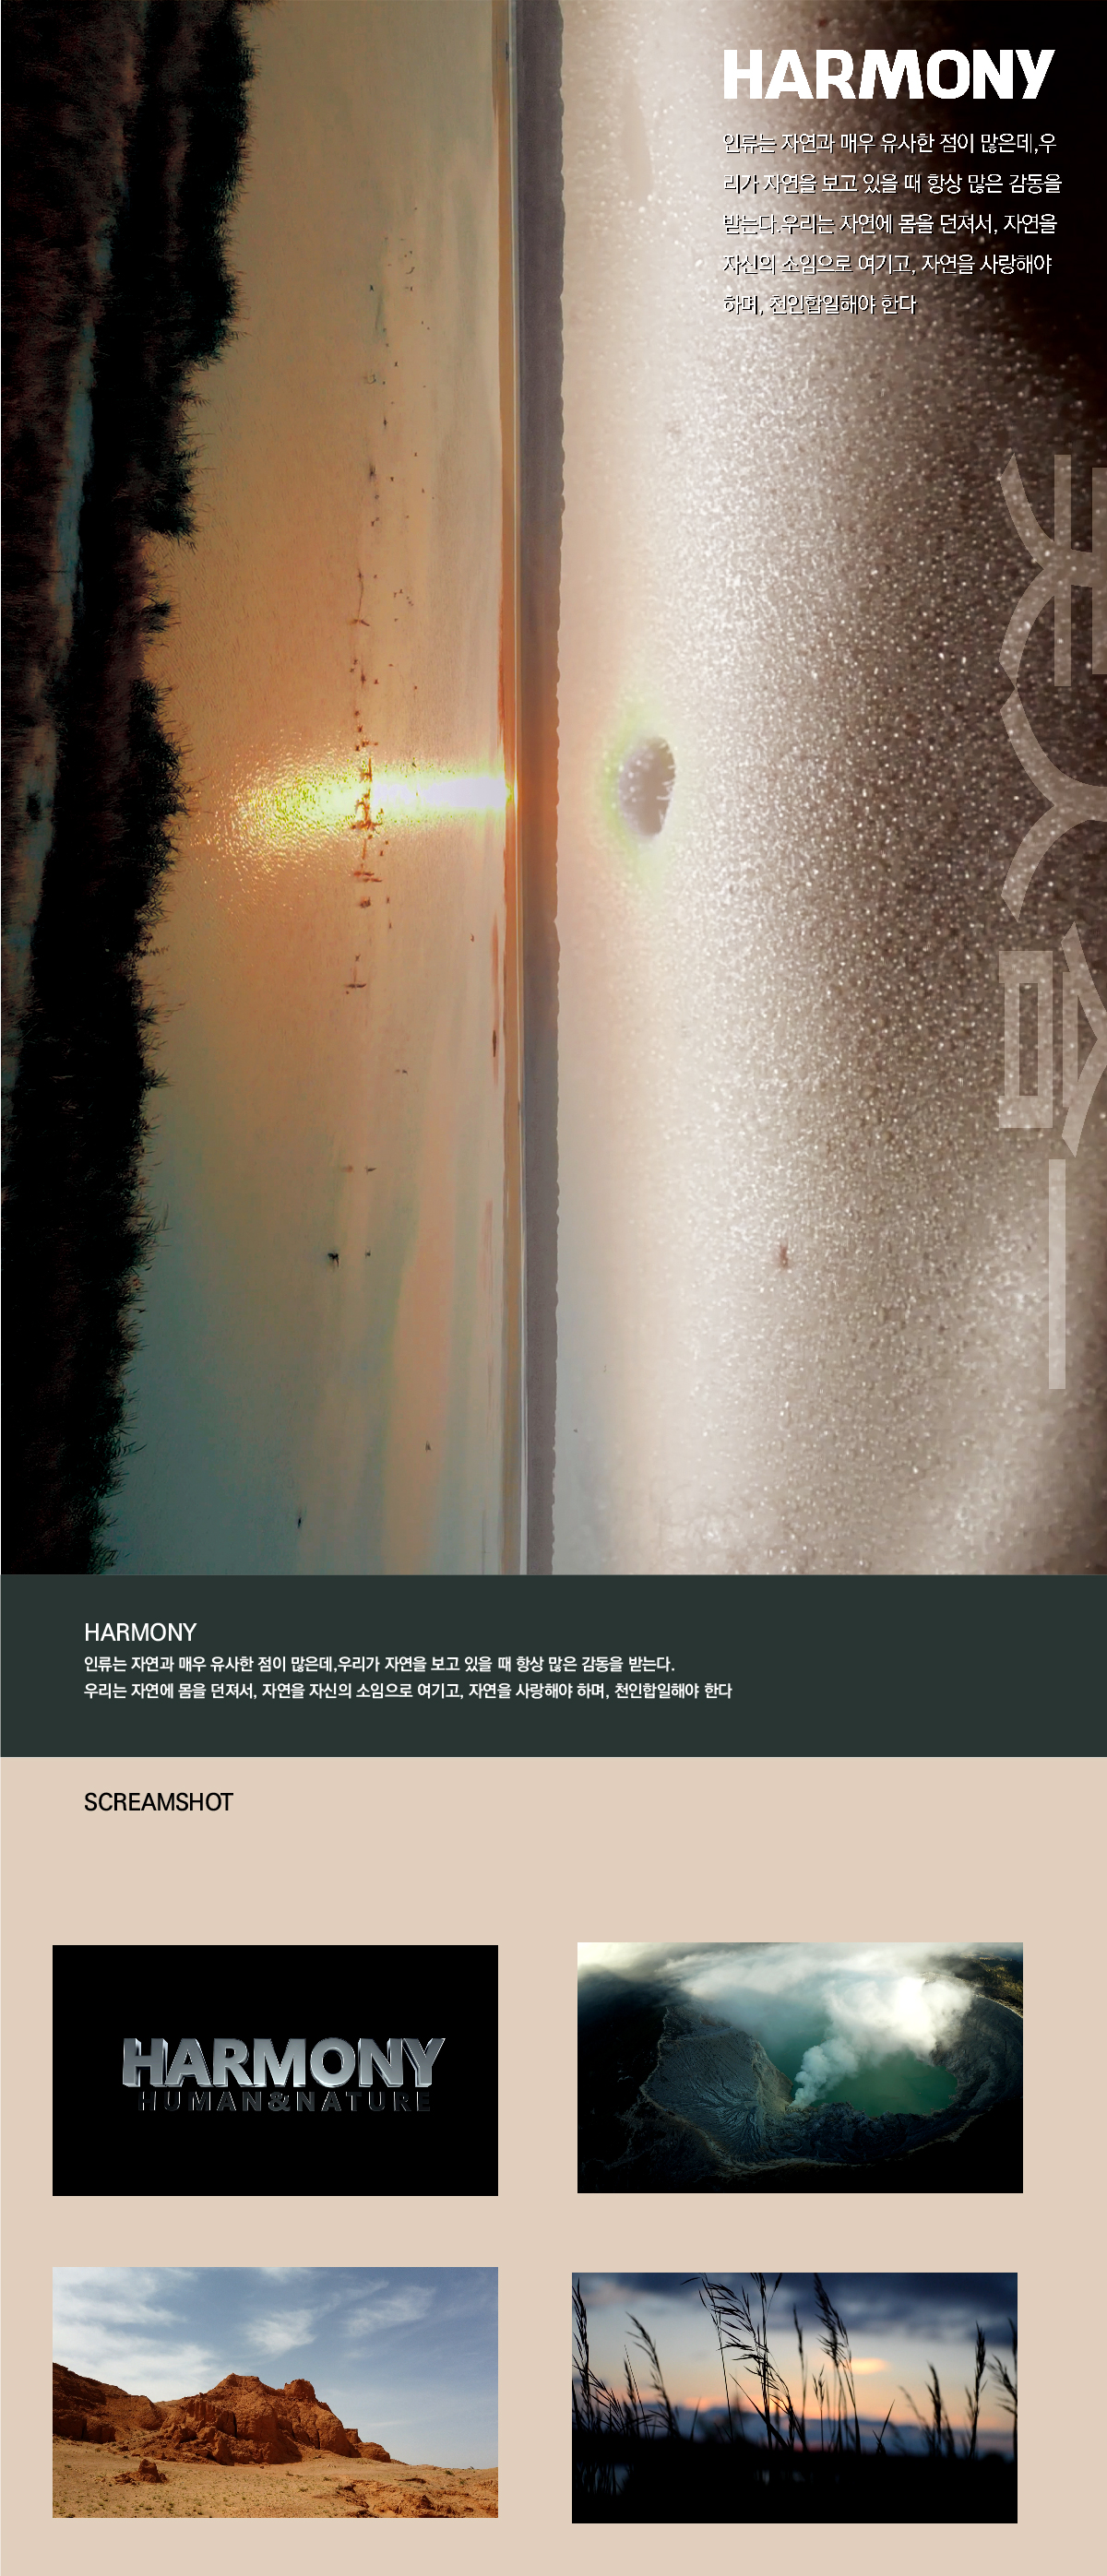 HARMONY
인류는 자연과 매우 유사한 점이 많은데,우
리가 자연을 보고 있을 때 항상 많은 감동을
받는다.우리는 자연에 몸을 던져서, 자연을
자신의 소임으로 여기고, 자연을 사랑해야
하며, 천인합일해야 한다
天人合一
HARMONY
인류는 자연과 매우 유사한 점이 많은데,우리가 자연을 보고 있을 때 항상 많은 감동을 받는다.
우리는 자연에 몸을 던져서, 자연을 자신의 소임으로 여기고, 자연을 사랑해야 하며, 천인합일해야 한다
SCREAMSHOT
HARMONY
HUMAN&NATURE